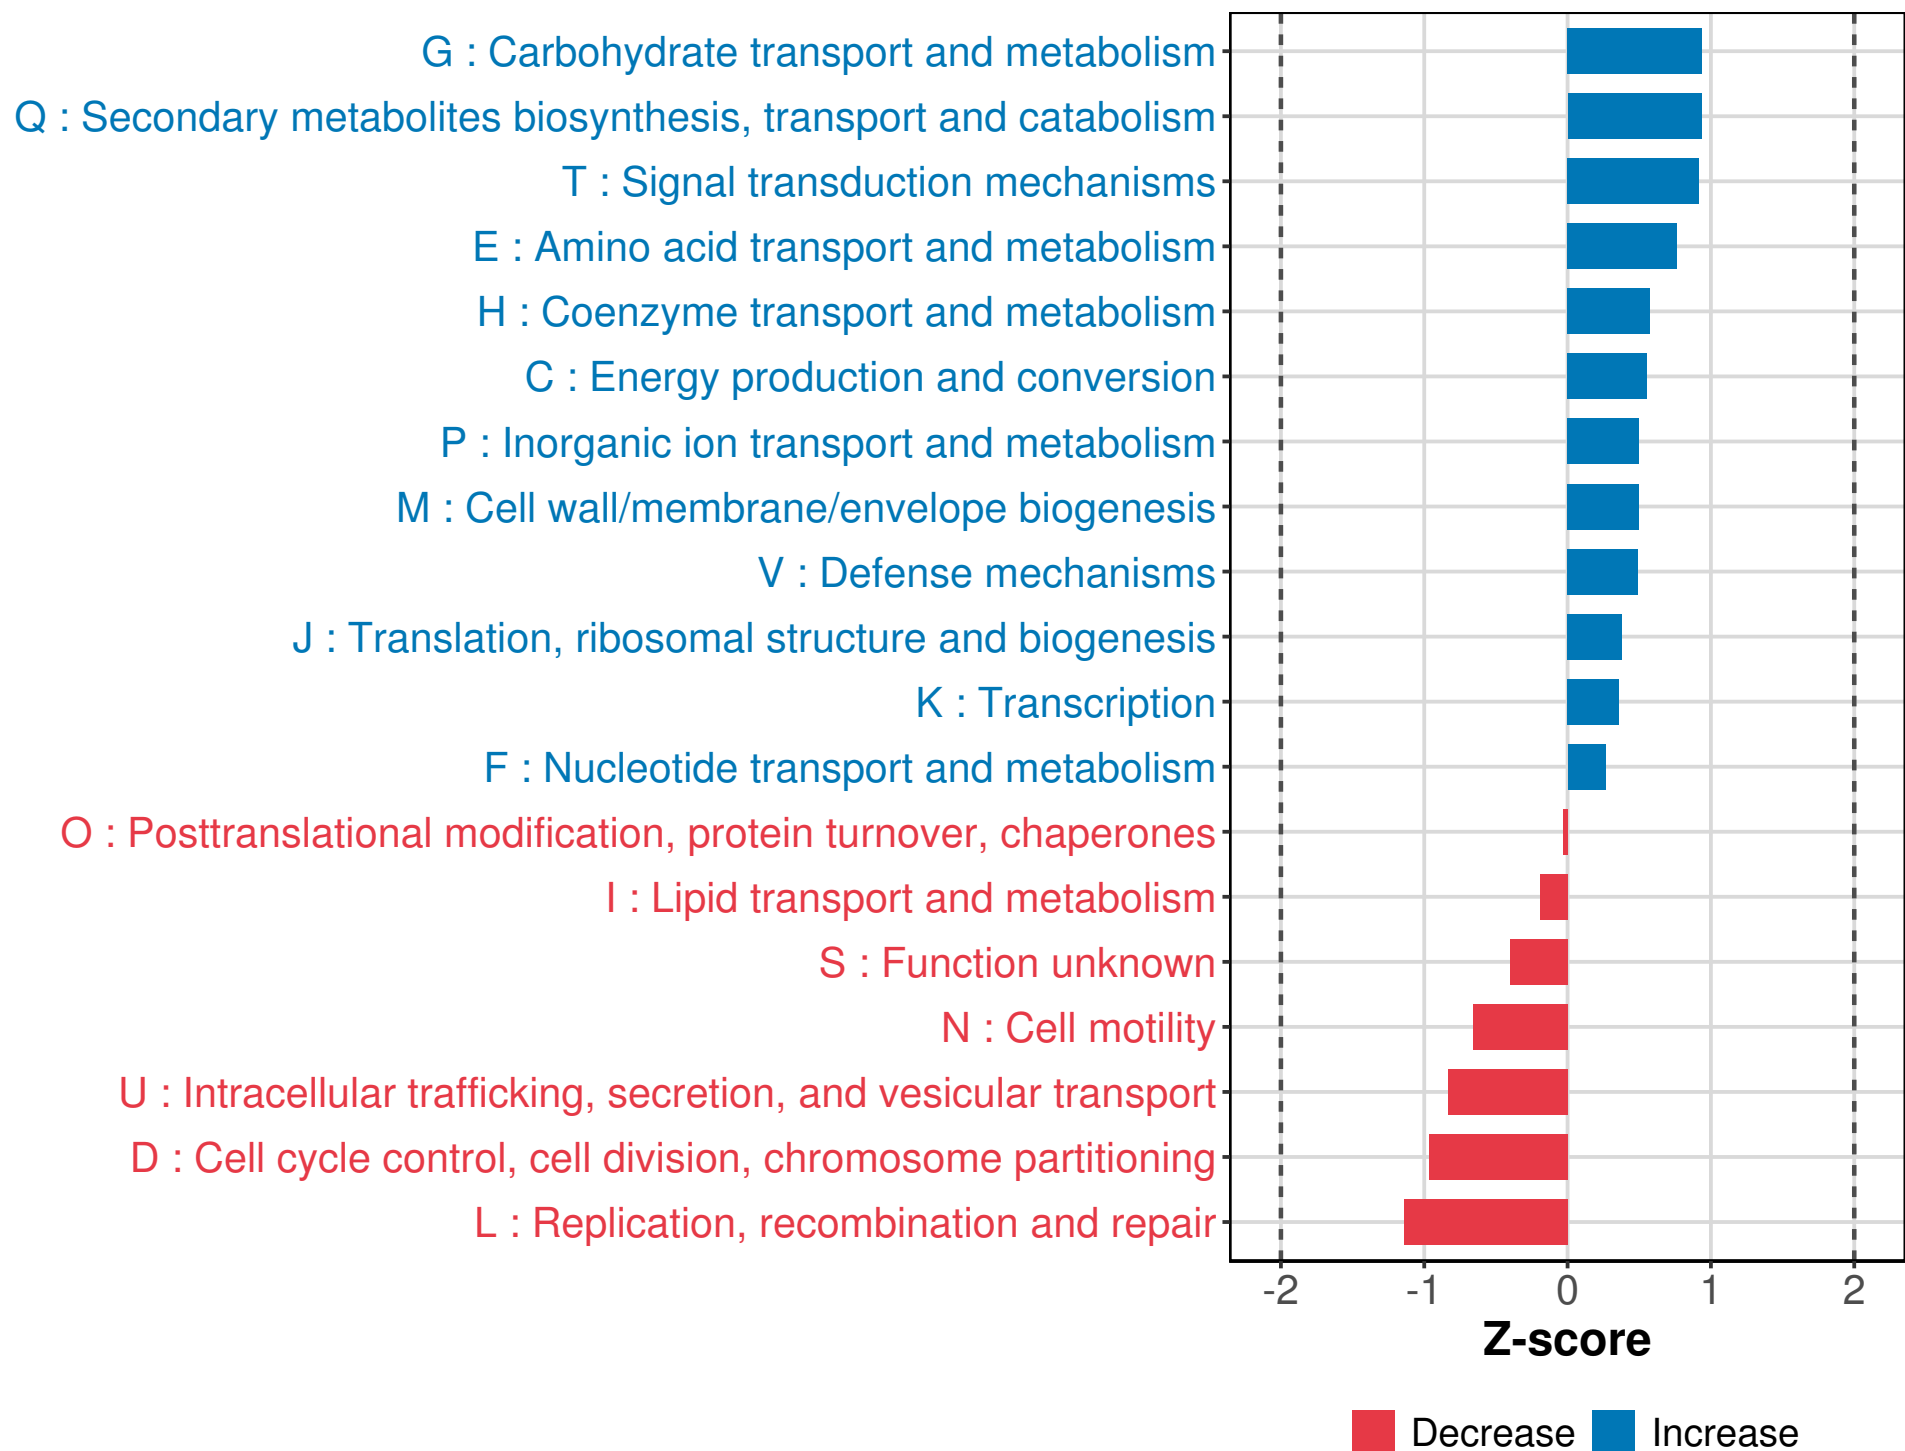 G : Carbohydrate transport and metabolism
Q : Secondary metabolites biosynthesis, transport and catabolism
T : Signal transduction mechanisms
E : Amino acid transport and metabolism
H : Coenzyme transport and metabolism
C : Energy production and conversion
P : Inorganic ion transport and metabolism
M : Cell wall/membrane/envelope biogenesis
V : Defense mechanisms
J : Translation, ribosomal structure and biogenesis
K : Transcription
F : Nucleotide transport and metabolism
O : Posttranslational modification, protein turnover, chaperones
I : Lipid transport and metabolism
S : Function unknown
N : Cell motility
U : Intracellular trafficking, secretion, and vesicular transport
D : Cell cycle control, cell division, chromosome partitioning
L : Replication, recombination and repair
-2 -1 0 1 2
Z-score
Decrease Increase